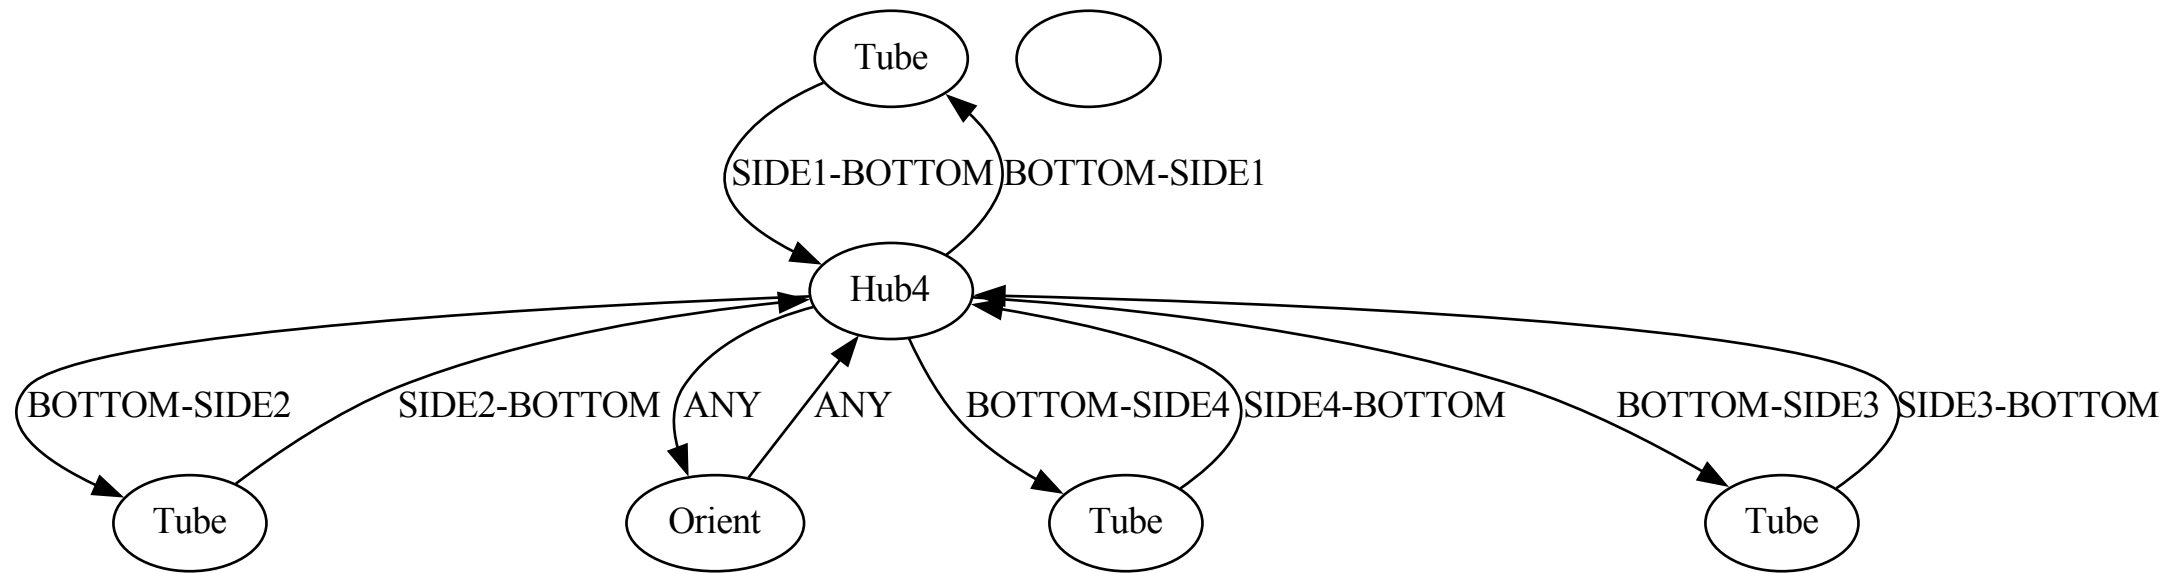 Tube
SIDE1-BOTTOM BOTTOM-SIDE1
Hub4
BOTTOM-SIDE2 SIDE2-BOTTOM ANY ANY BOTTOM-SIDE4 SIDE4-BOTTOM BOTTOM-SIDE3 SIDE3-BOTTOM
Tube Orient Tube Tube